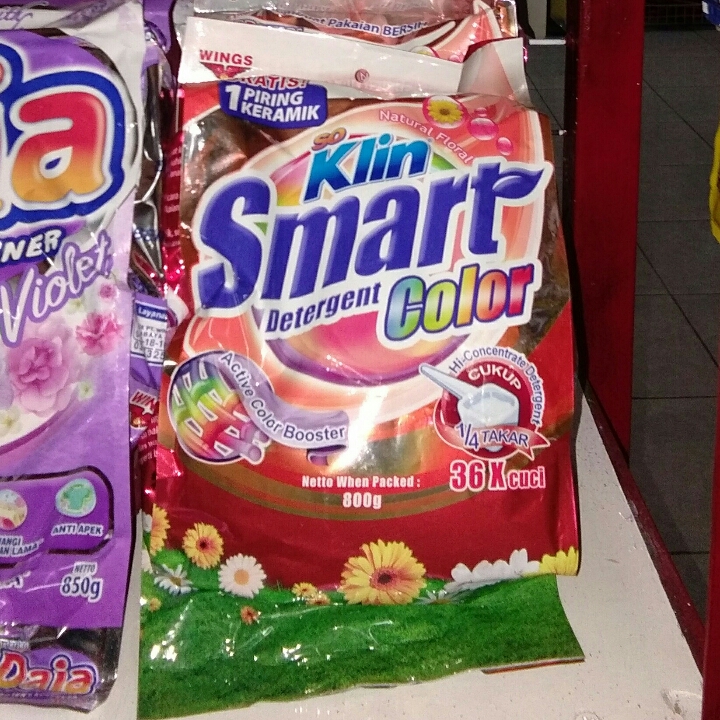 Pakaian BERSIH
WINGS
GRATIS!
1 PIRING
KERAMIK
Natural Floral
SO
Klin
Smart
Detergent Color
Active Color Booster
Hi-Concentrate Detergent
CUKUP
1/4 TAKAR
Netto When Packed :
800g
36 X cuci
ia
NER
Violet
ANTI APEK
NETTO
850g
Daia